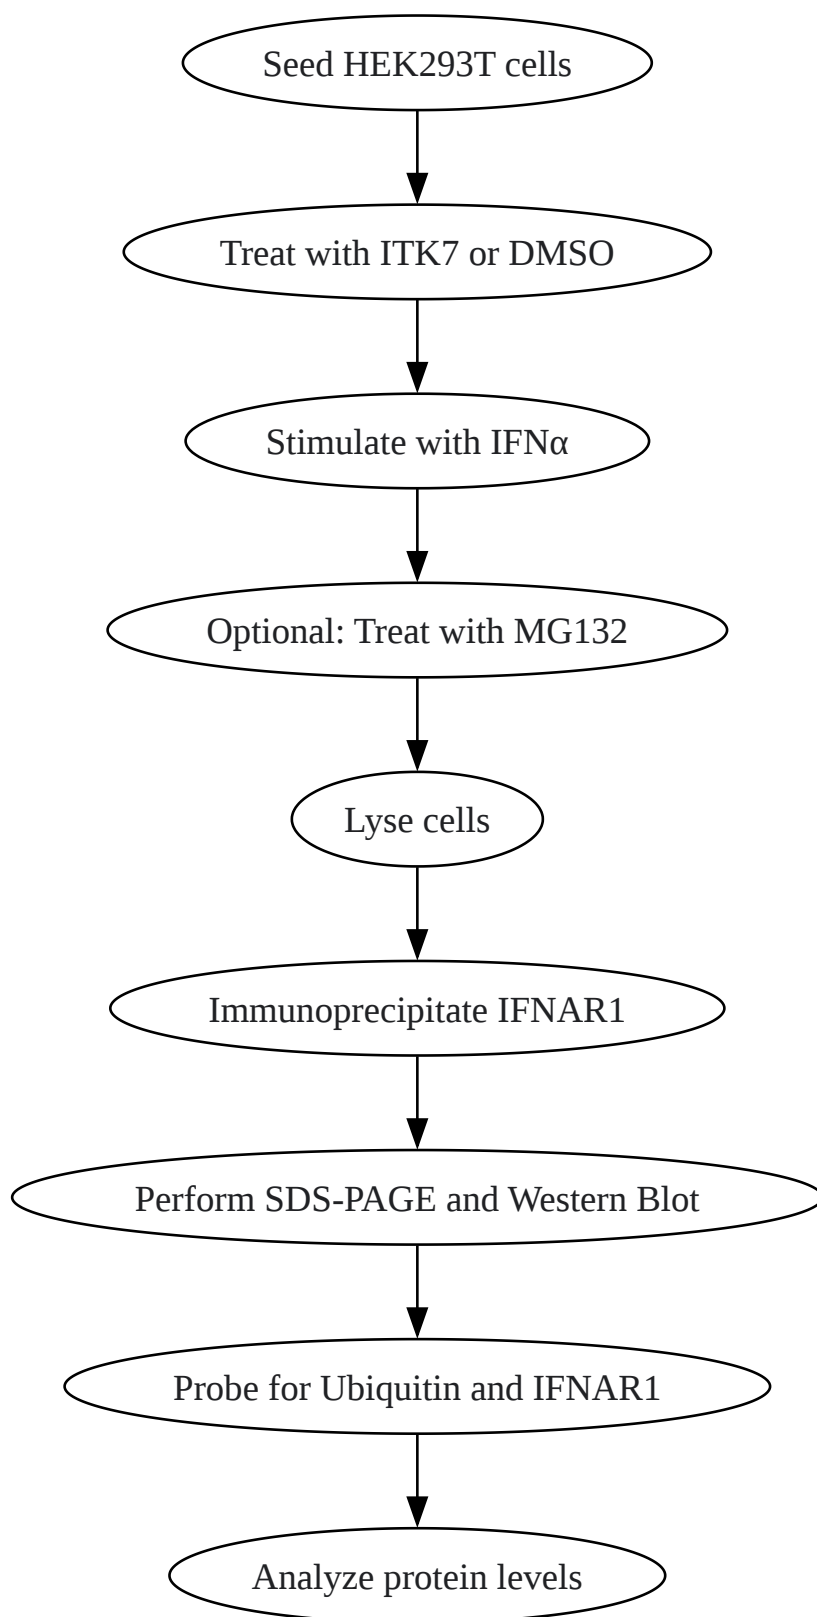 Seed HEK293T cells
Treat with ITK7 or DMSO
Stimulate with IFNα
Optional: Treat with MG132
Lyse cells
Immunoprecipitate IFNAR1
Perform SDS-PAGE and Western Blot
Probe for Ubiquitin and IFNAR1
Analyze protein levels